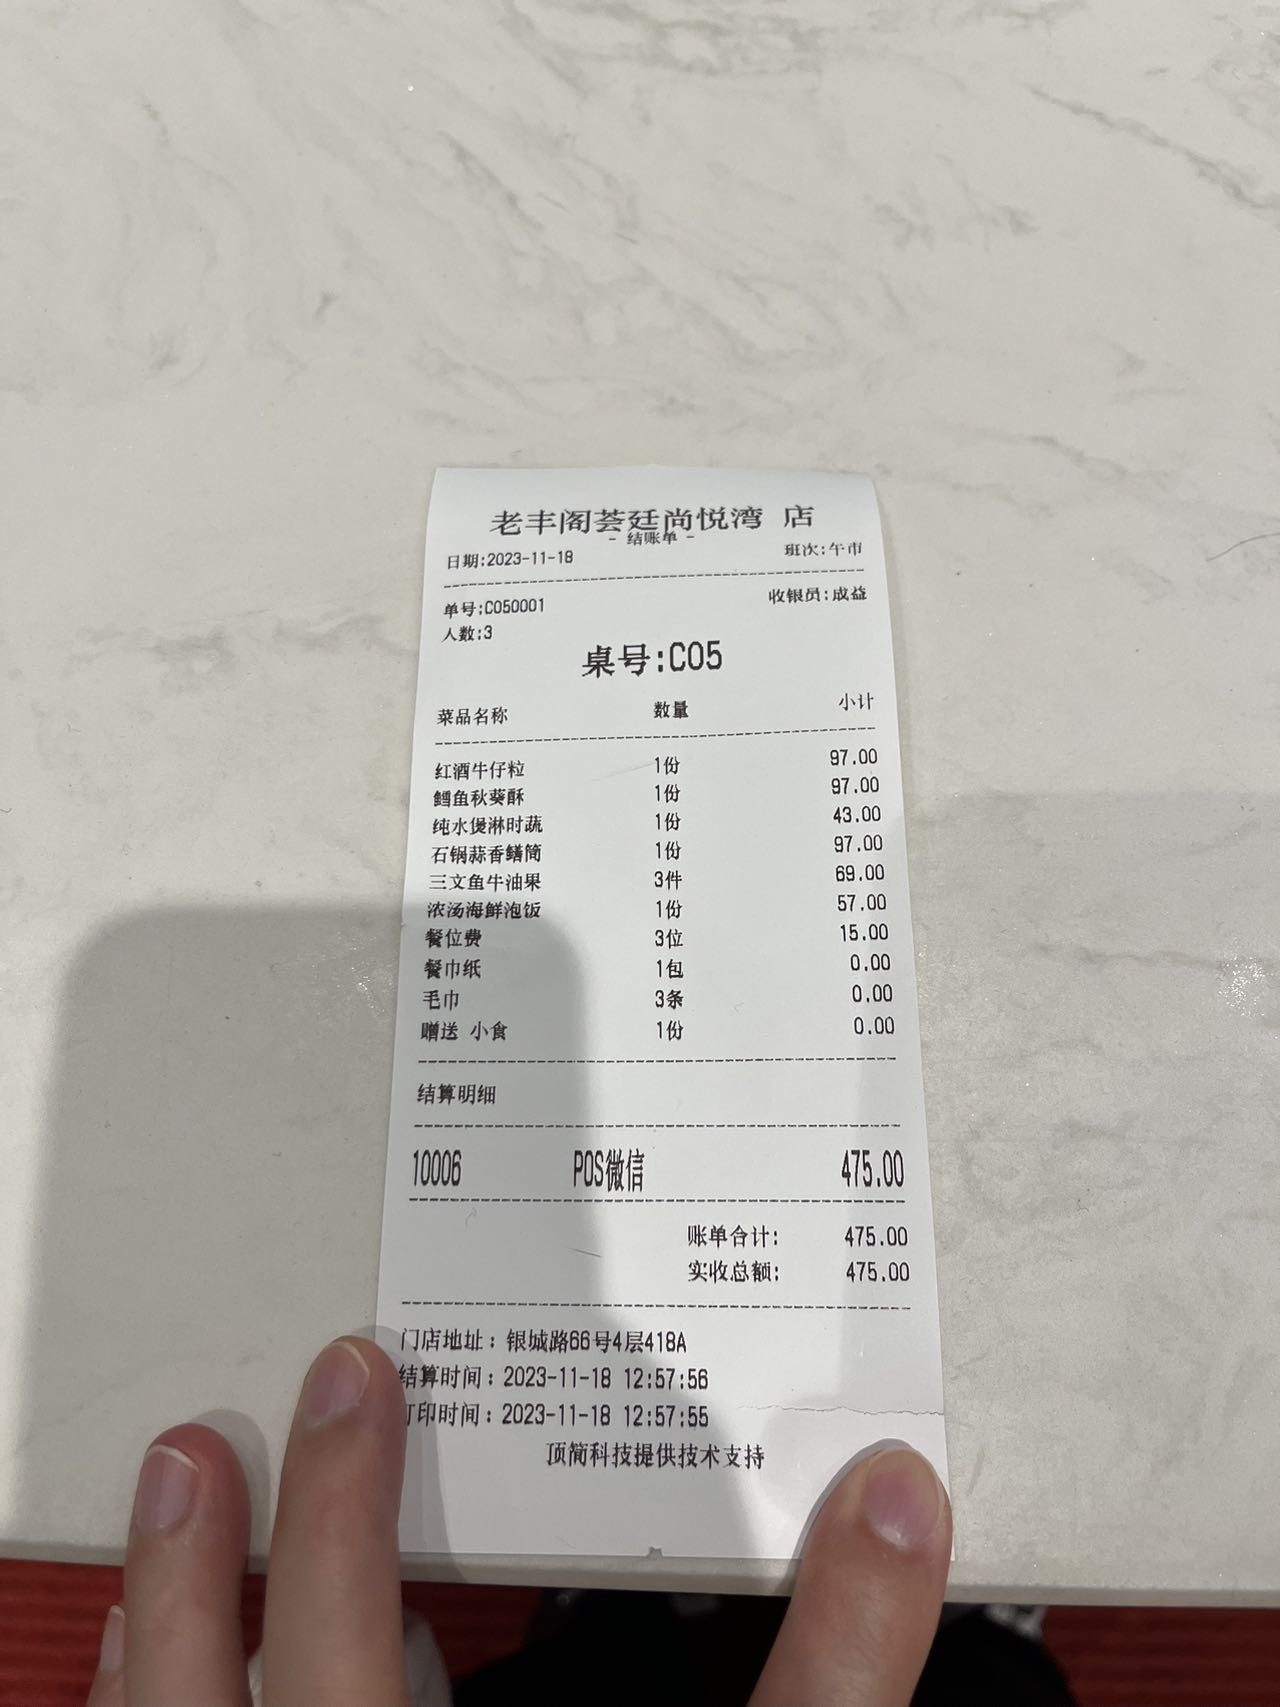 老丰阁荟廷尚悦湾 店
- 结账单 -
日期:2023-11-18 班次:午市
单号:C050001 收银员:成益
人数:3
桌号:C05
菜品名称 数量 小计
红酒牛仔粒 1份 97.00
鳕鱼秋葵酥 1份 97.00
纯水煲淋时蔬 1份 43.00
石锅蒜香鳝筒 1份 97.00
三文鱼牛油果 3件 69.00
浓汤海鲜泡饭 1份 57.00
餐位费 3位 15.00
餐巾纸 1包 0.00
毛巾 3条 0.00
赠送 小食 1份 0.00
结算明细
10006 POS微信 475.00
账单合计: 475.00
实收总额: 475.00
门店地址: 银城路66号4层418A
结算时间: 2023-11-18 12:57:56
打印时间: 2023-11-18 12:57:55
顶简科技提供技术支持